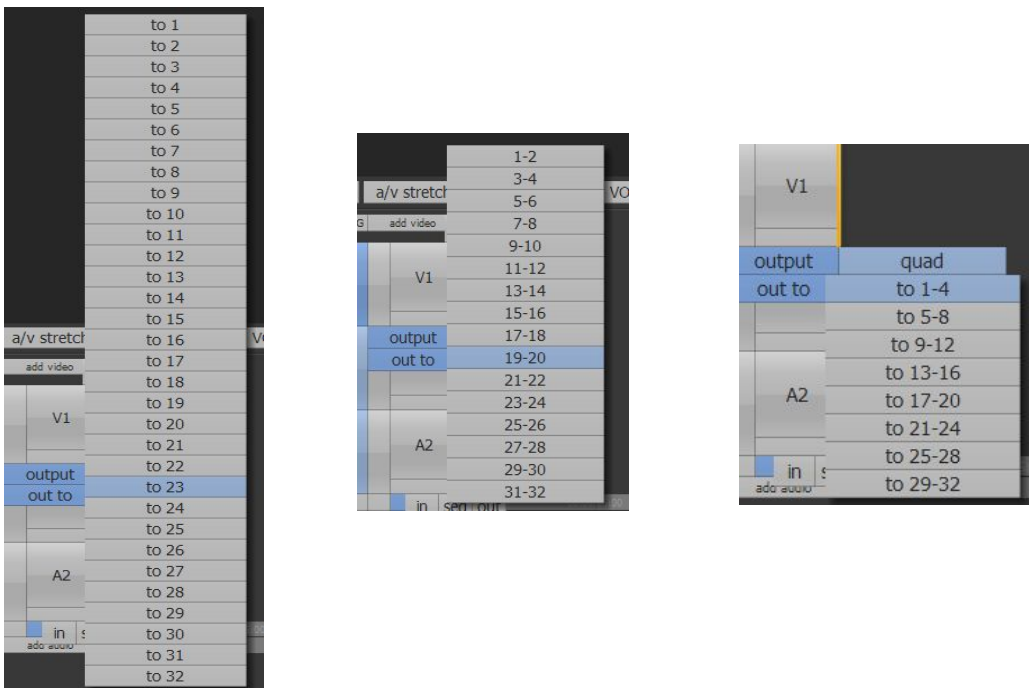 to 1
to 2
to 3
to 4
to 5
to 6
to 7
to 8
to 9
to 10
to 11
to 12
to 13
to 14
to 15
a/v stretch
to 16
to 17
add video
to 18
to 19
V1
to 20
to 21
to 22
output
to 23
out to
to 24
to 25
to 26
A2
to 27
to 28
to 29
in
to 30
add audio
to 31
to 32
1-2
a/v stretch
3-4
VO
5-6
G
add video
7-8
9-10
V1
11-12
13-14
15-16
output
17-18
out to
19-20
21-22
23-24
25-26
A2
27-28
29-30
31-32
in
seq
out
V1
output
quad
out to
to 1-4
to 5-8
to 9-12
to 13-16
A2
to 17-20
to 21-24
to 25-28
in
add audio
to 29-32